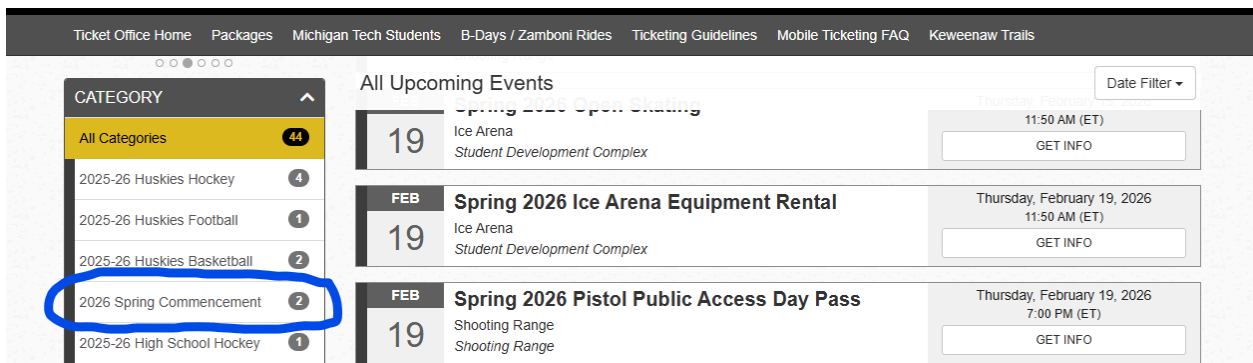 Ticket Office Home Packages Michigan Tech Students B-Days / Zamboni Rides Ticketing Guidelines Mobile Ticketing FAQ Keweenaw Trails
CATEGORY
All Categories 44
2025-26 Huskies Hockey 4
2025-26 Huskies Football 1
2025-26 Huskies Basketball 2
2026 Spring Commencement 2
2025-26 High School Hockey 1
All Upcoming Events
Date Filter
Spring 2026 Open Skating
19
Ice Arena
Student Development Complex
Thursday, February 19, 2026
11:50 AM (ET)
GET INFO
FEB
19
Spring 2026 Ice Arena Equipment Rental
Ice Arena
Student Development Complex
Thursday, February 19, 2026
11:50 AM (ET)
GET INFO
FEB
19
Spring 2026 Pistol Public Access Day Pass
Shooting Range
Shooting Range
Thursday, February 19, 2026
7:00 PM (ET)
GET INFO